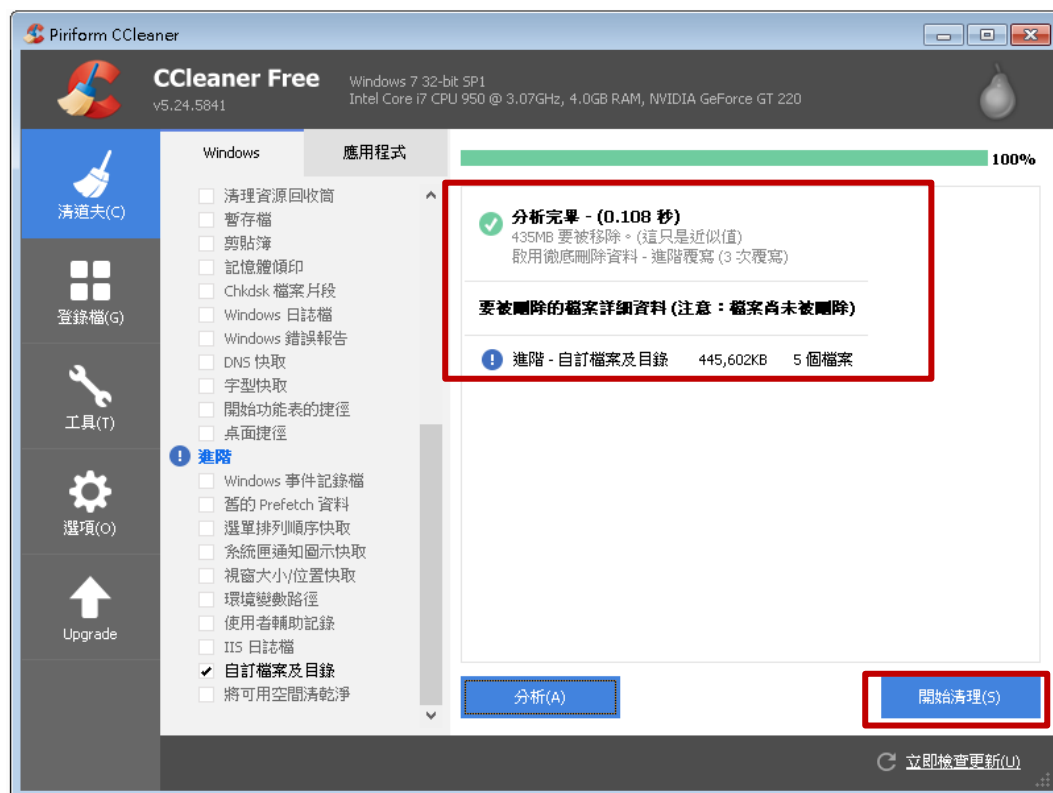 Piriform CCleaner
CCleaner Free
v5.24.5841
Windows 7 32-bit SP1
Intel Core i7 CPU 950 @ 3.07GHz, 4.0GB RAM, NVIDIA GeForce GT 220
清道夫(C)
登錄檔(G)
工具(T)
選項(O)
Upgrade
Windows
應用程式
清理資源回收筒
暫存檔
剪貼簿
記憶體傾印
Chkdsk 檔案片段
Windows 日誌檔
Windows 錯誤報告
DNS 快取
字型快取
開始功能表的捷徑
桌面捷徑
進階
Windows 事件記錄檔
舊的 Prefetch 資料
選單排列順序快取
系統匣通知圖示快取
視窗大小/位置快取
環境變數路徑
使用者輔助記錄
IIS 日誌檔
自訂檔案及目錄
將可用空間清乾淨
100%
分析完畢 - (0.108 秒)
435MB 要被移除。(這只是近似值)
啟用徹底刪除資料 - 進階覆寫 (3 次覆寫)
要被刪除的檔案詳細資料 (注意：檔案尚未被刪除)
進階 - 自訂檔案及目錄 445,602KB 5 個檔案
分析(A)
開始清理(S)
立即檢查更新(U)